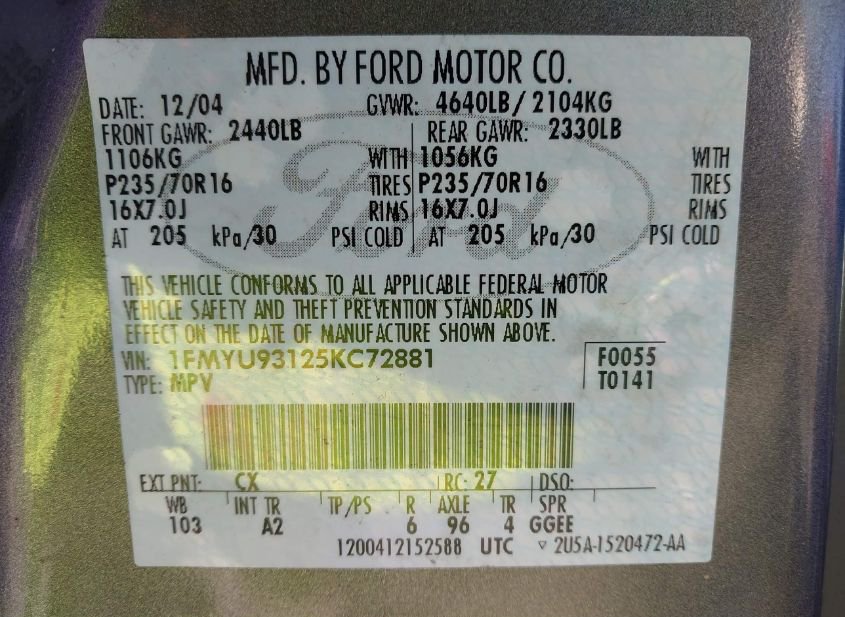 MFD. BY FORD MOTOR CO.
DATE: 12/04 GVWR: 4640LB/ 2104KG
FRONT GAWR: 2440LB REAR GAWR: 2330LB
1106KG WITH 1056KG WITH
P235/70R16 TIRES P235/70R16 TIRES
16X7.0J RIMS 16X7.0J RIMS
AT 205 kPa/30 PSI COLD AT 205 kPa/30 PSI COLD
Ford
THIS VEHICLE CONFORMS TO ALL APPLICABLE FEDERAL MOTOR
VEHICLE SAFETY AND THEFT PREVENTION STANDARDS IN
EFFECT ON THE DATE OF MANUFACTURE SHOWN ABOVE.
VIN: 1FMYU93125KC72881 F0055
TYPE: MPV T0141
EXT PNT: CX RC: 27 DSO:
WB INT TR TP/PS R AXLE TR SPR
103 A2 6 96 4 GGEE
1200412152588 UTC ▿ 2U5A-1520472-AA